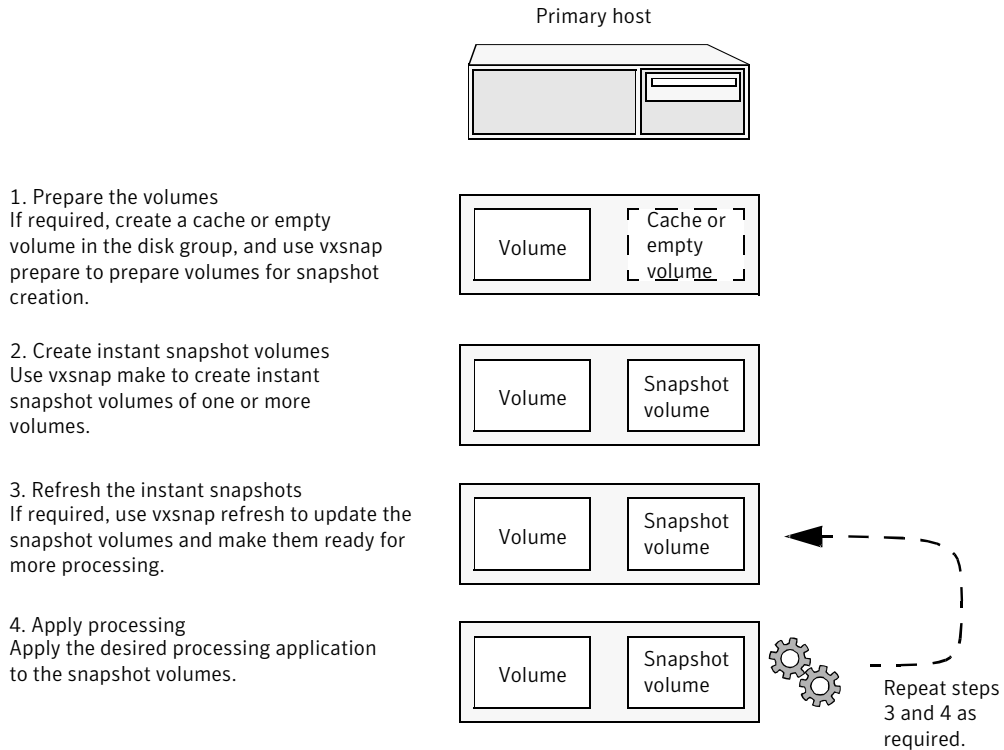 Primary host
1. Prepare the volumes
If required, create a cache or empty
volume in the disk group, and use vxsnap
prepare to prepare volumes for snapshot
creation.
Volume
Cache or
empty
volume
2. Create instant snapshot volumes
Use vxsnap make to create instant
snapshot volumes of one or more
volumes.
Volume
Snapshot
volume
3. Refresh the instant snapshots
If required, use vxsnap refresh to update the
snapshot volumes and make them ready for
more processing.
Volume
Snapshot
volume
4. Apply processing
Apply the desired processing application
to the snapshot volumes.
Volume
Snapshot
volume
Repeat steps
3 and 4 as
required.